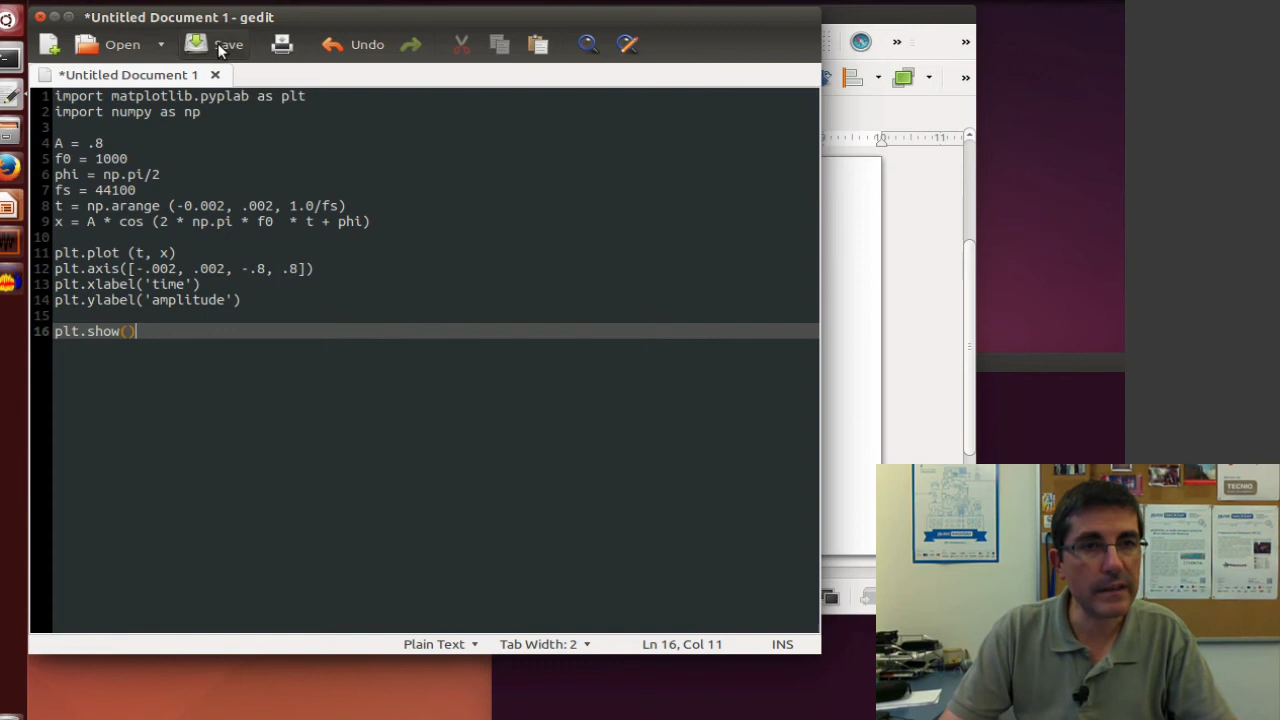 *Untitled Document 1 - gedit
Open
Save
Undo
*Untitled Document 1
1 import matplotlib.pyplab as plt
2 import numpy as np
3
4 A = .8
5 f0 = 1000
6 phi = np.pi/2
7 fs = 44100
8 t = np.arange (-0.002, .002, 1.0/fs)
9 x = A * cos (2 * np.pi * f0  * t + phi)
10
11 plt.plot (t, x)
12 plt.axis([-.002, .002, -.8, .8])
13 plt.xlabel('time')
14 plt.ylabel('amplitude')
15
16 plt.show()
Plain Text
Tab Width: 2
Ln 16, Col 11
INS
10
11
TECNIO